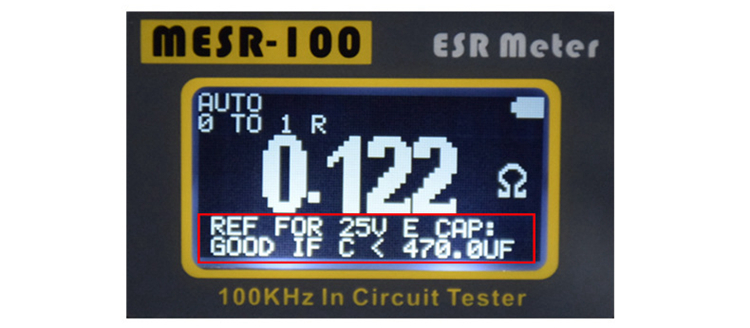 MESR-100 ESR Meter
AUTO
0 TO 1 R
0.122 Ω
REF FOR 25V E CAP:
GOOD IF C < 470.0UF
100KHz In Circuit Tester